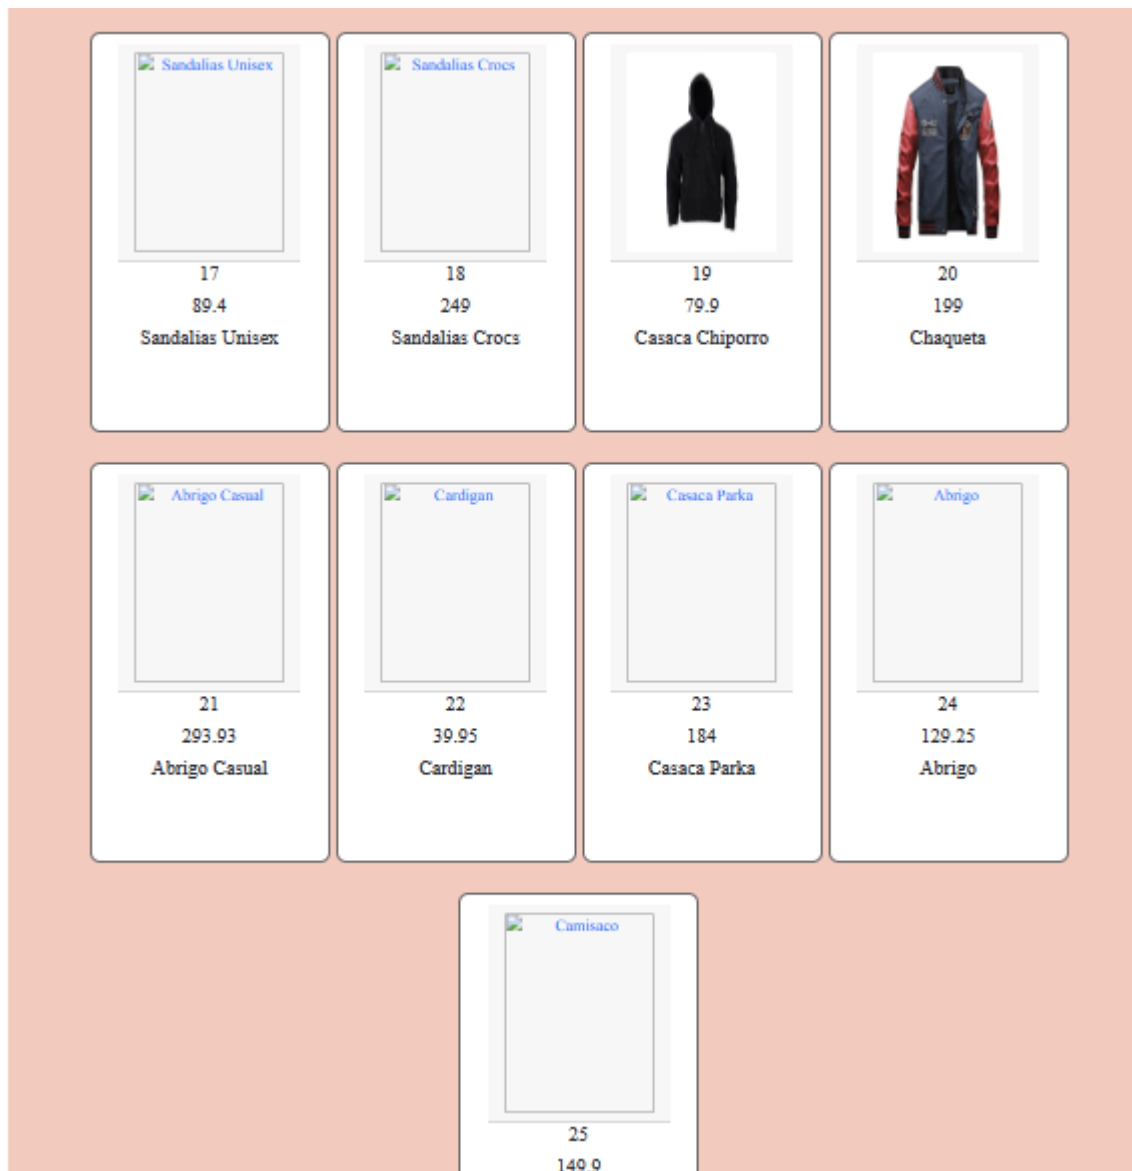 Sandalias Unisex
Sandalias Crocs
17
89.4
Sandalias Unisex
18
249
Sandalias Crocs
19
79.9
Casaca Chiporro
20
199
Chaqueta
Abrigo Casual
Cardigan
Casaca Parka
Abrigo
21
293.93
Abrigo Casual
22
39.95
Cardigan
23
184
Casaca Parka
24
129.25
Abrigo
Camisaco
25
149.9